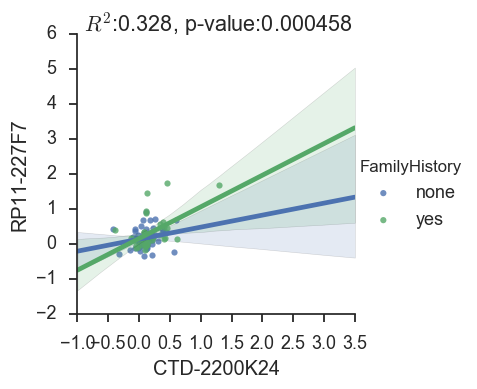 R²:0.328, p-value:0.000458
6
5
4
3
2
1
0
−1
−2
RP11-227F7
−1.0 −0.5 0.0 0.5 1.0 1.5 2.0 2.5 3.0 3.5
CTD-2200K24
FamilyHistory
none
yes